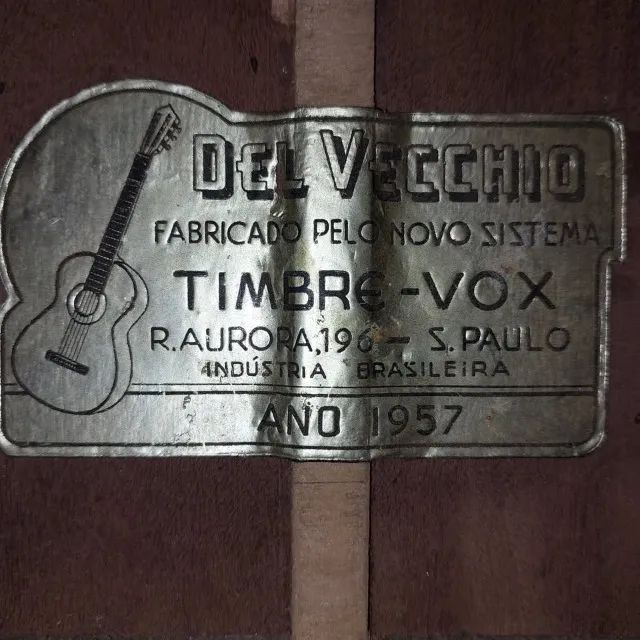 DEL VECCHIO
FABRICADO PELO NOVO SISTEMA
TIMBRE-VOX
R. AURORA, 196 - S. PAULO
INDÚSTRIA BRASILEIRA
ANO 1957